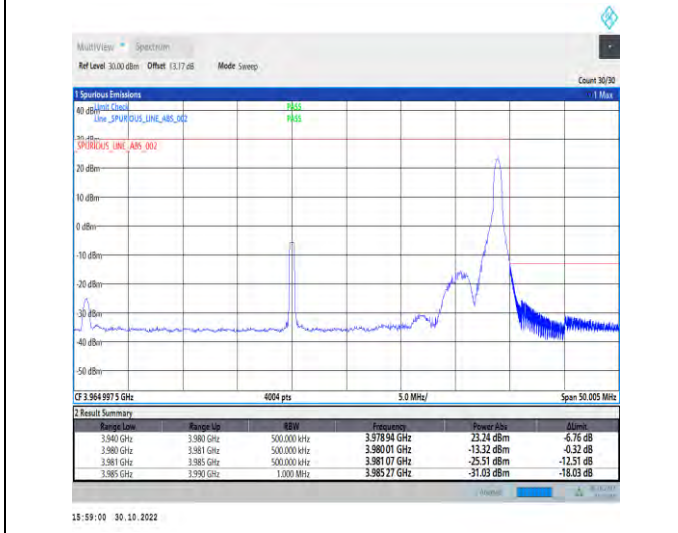 MultiView Spectrum
Ref Level 30.00 dBm Offset 13.17 dB Mode Sweep
Count 30/30
1 Spurious Emissions 1 Max
40 dBm Limit Check PASS
Line _SPURIOUS_LINE_ABS_002 PASS
_SPURIOUS_LINE_ABS_002
20 dBm
10 dBm
0 dBm
-10 dBm
-20 dBm
-30 dBm
-40 dBm
-50 dBm
CF 3.964 997 5 GHz 4004 pts 5.0 MHz/ Span 50.005 MHz
2 Result Summary
Range Low Range Up RBW Frequency Power Abs ΔLimit
3.940 GHz 3.980 GHz 500.000 kHz 3.978 94 GHz 23.24 dBm -6.76 dB
3.980 GHz 3.981 GHz 500.000 kHz 3.980 01 GHz -13.32 dBm -0.32 dB
3.981 GHz 3.985 GHz 500.000 kHz 3.981 07 GHz -25.51 dBm -12.51 dB
3.985 GHz 3.990 GHz 1.000 MHz 3.985 27 GHz -31.03 dBm -18.03 dB
15:59:00 30.10.2022